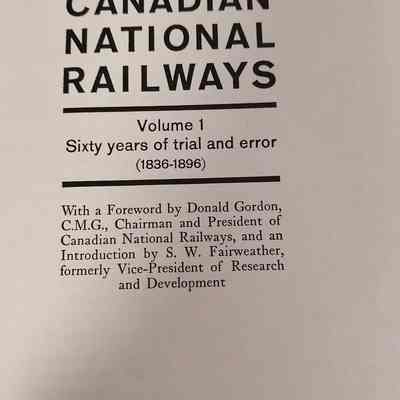 CANADIAN
NATIONAL
RAILWAYS
Volume 1
Sixty years of trial and error
(1836-1896)
With a Foreword by Donald Gordon,
C.M.G., Chairman and President of
Canadian National Railways, and an
Introduction by S. W. Fairweather,
formerly Vice-President of Research
and Development